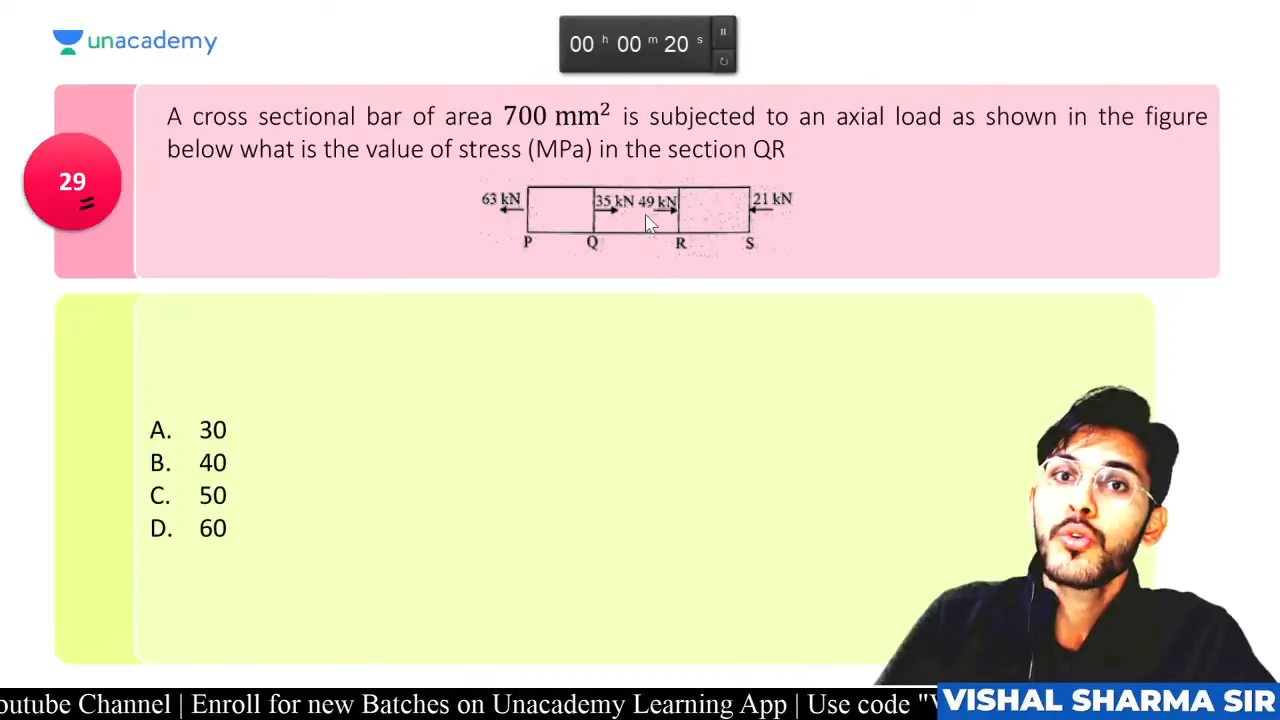 unacademy
00 h 00 m 20 s
A cross sectional bar of area 700 mm² is subjected to an axial load as shown in the figure
below what is the value of stress (MPa) in the section QR
29
63 kN 35 kN 49 kN 21 kN
P Q R S
A. 30
B. 40
C. 50
D. 60
outube Channel | Enroll for new Batches on Unacademy Learning App | Use code "V
VISHAL SHARMA SIR